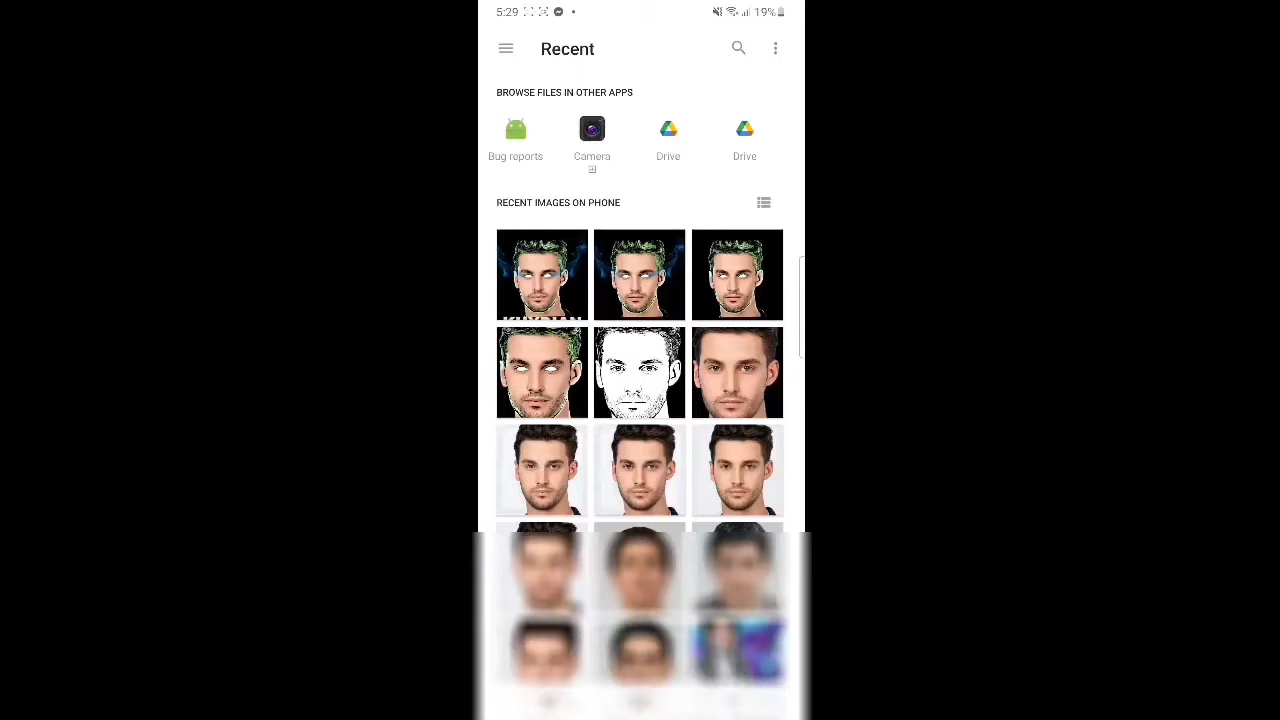 5:29 19%
Recent
BROWSE FILES IN OTHER APPS
Bug reports Camera Drive Drive
RECENT IMAGES ON PHONE